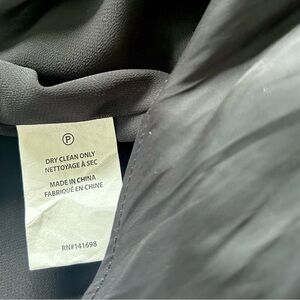 P
DRY CLEAN ONLY
NETTOYAGE À SEC
MADE IN CHINA
FABRIQUÉ EN CHINE
RN#141698